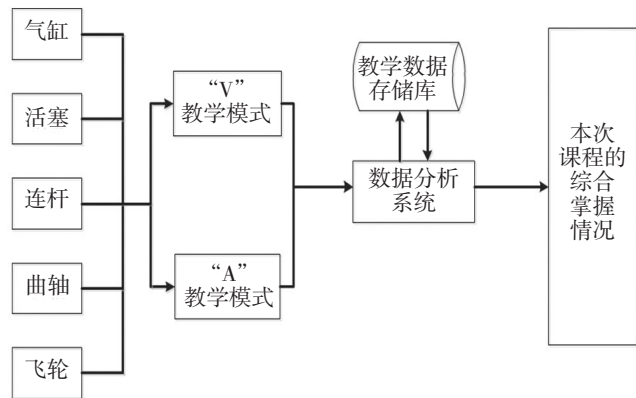 气缸
活塞
连杆
曲轴
飞轮
“V”
教学模式
“A”
教学模式
教学数据
存储库
数据分析
系统
本次
课程的
综合
掌握
情况